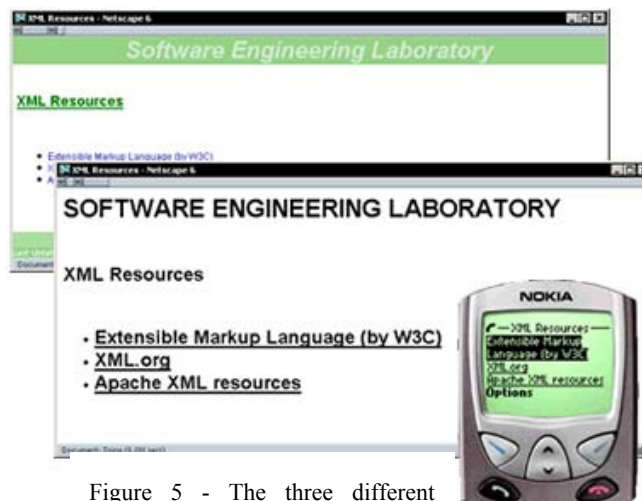 XML Resources - Netscape 6
Software Engineering Laboratory
XML Resources
Extensible Markup Language (by W3C)
XML Resources - Netscape 6
SOFTWARE ENGINEERING LABORATORY
XML Resources
Extensible Markup Language (by W3C)
XML.org
Apache XML resources
NOKIA
XML Resources
Extensible Markup
Language (by W3C)
XML.org
Apache XML resources
Options
Figure 5 - The three different